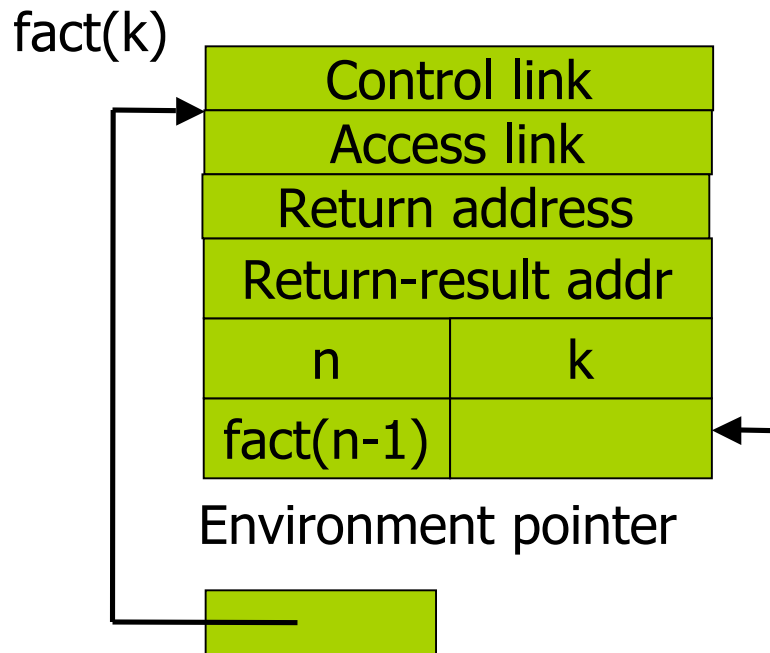 fact(k)
Control link
Access link
Return address
Return-result addr
n k
fact(n-1)
Environment pointer